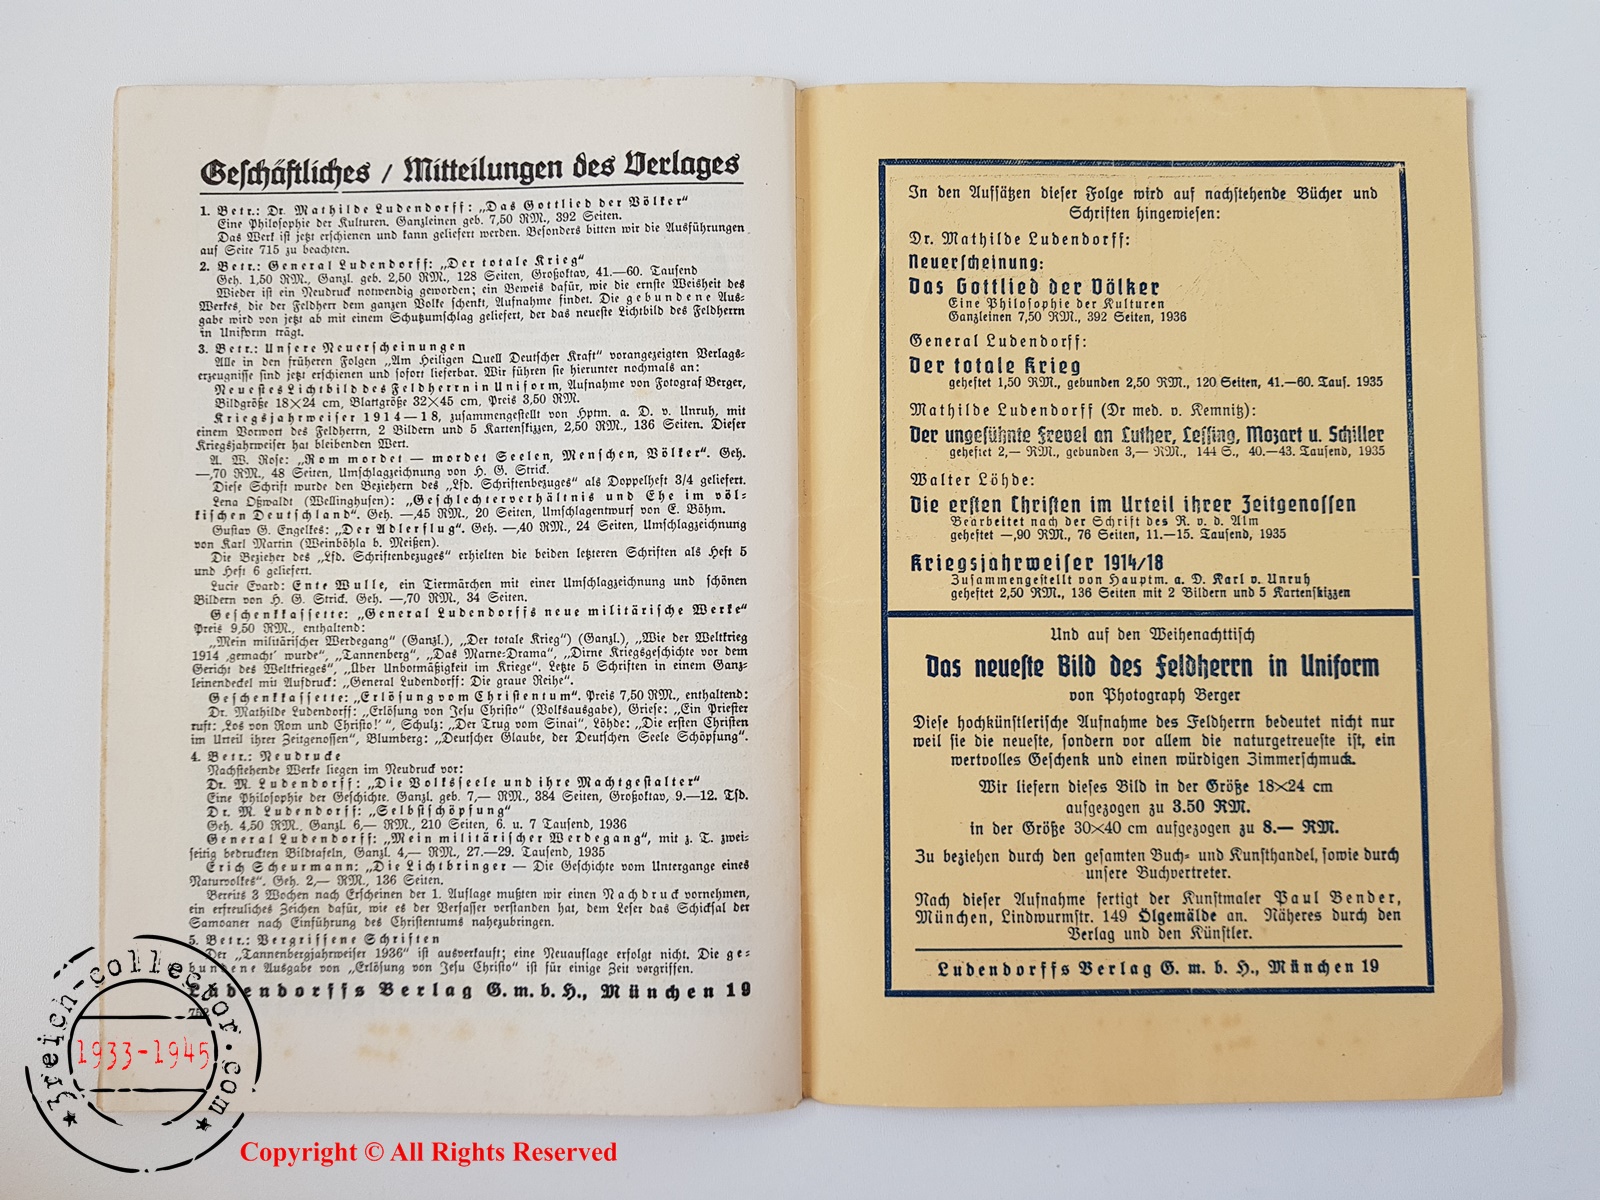 Geschäftliches / Mitteilungen des Verlages
1. Betr.: Dr. Mathilde Ludendorff: „Das Gottlied der Völker“
Eine Philosophie der Kulturen. Ganzleinen geb. 7,50 RM., 392 Seiten.
Das Werk ist jetzt erschienen und kann geliefert werden. Besonders bitten wir die Ausführungen
auf Seite 715 zu beachten.
2. Betr.: General Ludendorff: „Der totale Krieg“
Geh. 1,50 RM., Ganzl. geb. 2,50 RM., 128 Seiten, Großoktav, 41.—60. Tausend
Wieder ist ein Neudruck notwendig geworden; ein Beweis dafür, wie die ernste Weisheit des
Werkes, die der Feldherr dem ganzen Volke schenkt, Aufnahme findet. Die gebundene Aus-
gabe wird von jetzt ab mit einem Schutzumschlag geliefert, der das neueste Lichtbild des Feldherrn
in Uniform trägt.
3. Betr.: Unsere Neuerscheinungen
Alle in den früheren Folgen „Am Heiligen Quell Deutscher Kraft“ vorangezeigten Verlags-
erzeugnisse sind jetzt erschienen und sofort lieferbar. Wir führen sie hierunter nochmals an:
Neuestes Lichtbild des Feldherrn in Uniform, Aufnahme von Fotograf Berger,
Bildgröße 18×24 cm, Blattgröße 32×45 cm, Preis 3,50 RM.
Kriegsjahrweiser 1914—18, zusammengestellt von Hptm. a. D. v. Unruh, mit
einem Vorwort des Feldherrn, 2 Bildern und 5 Kartenskizzen, 2,50 RM., 136 Seiten. Dieser
Kriegsjahrweiser hat bleibenden Wert.
A. W. Rose: „Rom mordet — mordet Seelen, Menschen, Völker“. Geh.
—,70 RM., 48 Seiten, Umschlagzeichnung von H. G. Strick.
Diese Schrift wurde den Beziehern des „Lfd. Schriftenbezuges“ als Doppelheft 3/4 geliefert.
Lena Oßwaldt (Wellinghusen): „Geschlechterverhältnis und Ehe im völ-
kischen Deutschland“. Geh. —,45 RM., 20 Seiten, Umschlagentwurf von E. Böhm.
Gustav G. Engelkes: „Der Adlerflug“. Geh. —,40 RM., 24 Seiten, Umschlagzeichnung
von Karl Martin (Weinböhla b. Meißen).
Die Bezieher des „Lfd. Schriftenbezuges“ erhielten die beiden letzteren Schriften als Heft 5
und Heft 6 geliefert.
Lucie Evard: Ente Wulle, ein Tiermärchen mit einer Umschlagzeichnung und schönen
Bildern von H. G. Strick. Geh. —,70 RM., 34 Seiten.
Geschenkkassette: „General Ludendorffs neue militärische Werke“
Preis 9,50 RM., enthaltend:
„Mein militärischer Werdegang“ (Ganzl.), „Der totale Krieg“) (Ganzl.), „Wie der Weltkrieg
1914 ‚gemacht‘ wurde“, „Tannenberg“, „Das Marne-Drama“, „Dirne Kriegsgeschichte vor dem
Gericht des Weltkrieges“, „Über Unbotmäßigkeit im Kriege“. Letzte 5 Schriften in einem Ganz-
leinendeckel mit Aufdruck: „General Ludendorff: Die graue Reihe“.
Geschenkkassette: „Erlösung vom Christentum“. Preis 7,50 RM., enthaltend:
Dr. Mathilde Ludendorff: „Erlösung von Jesu Christo“ (Volksausgabe), Griese: „Ein Priester
ruft: ‚Los von Rom und Christo!‘“, Schulz: „Der Trug vom Sinai“, Löhde: „Die ersten Christen
im Urteil ihrer Zeitgenossen“, Blumberg: „Deutscher Glaube, der Deutschen Seele Schöpfung“.
4. Betr.: Neudrucke
Nachstehende Werke liegen im Neudruck vor:
Dr. M. Ludendorff: „Die Volksseele und ihre Machtgestalter“
Eine Philosophie der Geschichte. Ganzl. geb. 7,— RM., 384 Seiten, Großoktav, 9.—12. Tsd.
Dr. M. Ludendorff: „Selbstschöpfung“
Geh. 4,50 RM., Ganzl. 6,— RM., 210 Seiten, 6. u. 7 Tausend, 1936
General Ludendorff: „Mein militärischer Werdegang“, mit z. T. zwei-
seitig bedruckten Bildtafeln, Ganzl. 4,— RM., 27.—29. Tausend, 1935
Erich Scheurmann: „Die Lichtbringer — Die Geschichte vom Untergange eines
Naturvolkes“. Geh. 2,— RM., 136 Seiten.
Bereits 3 Wochen nach Erscheinen der 1. Auflage mußten wir einen Nachdruck vornehmen,
ein erfreuliches Zeichen dafür, wie es der Verfasser verstanden hat, dem Leser das Schicksal der
Samoaner nach Einführung des Christentums nahezubringen.
5. Betr.: Vergriffene Schriften
Der „Tannenbergjahrweiser 1936“ ist ausverkauft; eine Neuauflage erfolgt nicht. Die ge-
bundene Ausgabe von „Erlösung von Jesu Christo“ ist für einige Zeit vergriffen.
Ludendorffs Verlag G. m. b. H., München 19
752
In den Aufsätzen dieser Folge wird auf nachstehende Bücher und
Schriften hingewiesen:
Dr. Mathilde Ludendorff:
Neuerscheinung:
Das Gottlied der Völker
Eine Philosophie der Kulturen
Ganzleinen 7,50 RM., 392 Seiten, 1936
General Ludendorff:
Der totale Krieg
geheftet 1,50 RM., gebunden 2,50 RM., 120 Seiten, 41.—60. Tauf. 1935
Mathilde Ludendorff (Dr med. v. Kemnitz):
Der ungesühnte Frevel an Luther, Lessing, Mozart u. Schiller
geheftet 2,— RM., gebunden 3,— RM., 144 S., 40.—43. Tausend, 1935
Walter Löhde:
Die ersten Christen im Urteil ihrer Zeitgenossen
Bearbeitet nach der Schrift des R. v. d. Alm
geheftet —,90 RM., 76 Seiten, 11.—15. Tausend, 1935
Kriegsjahrweiser 1914/18
Zusammengestellt von Hauptm. a. D. Karl v. Unruh
geheftet 2,50 RM., 136 Seiten mit 2 Bildern und 5 Kartenskizzen
Und auf den Weihenachttisch
Das neueste Bild des Feldherrn in Uniform
von Photograph Berger
Diese hochkünstlerische Aufnahme des Feldherrn bedeutet nicht nur
weil sie die neueste, sondern vor allem die naturgetreueste ist, ein
wertvolles Geschenk und einen würdigen Zimmerschmuck.
Wir liefern dieses Bild in der Größe 18×24 cm
aufgezogen zu 3.50 RM.
in der Größe 30×40 cm aufgezogen zu 8.— RM.
Zu beziehen durch den gesamten Buch- und Kunsthandel, sowie durch
unsere Buchvertreter.
Nach dieser Aufnahme fertigt der Kunstmaler Paul Bender,
München, Lindwurmstr. 149 Ölgemälde an. Näheres durch den
Verlag und den Künstler.
Ludendorffs Verlag G. m. b. H., München 19
3reich-collector.com
1933-1945
Copyright © All Rights Reserved